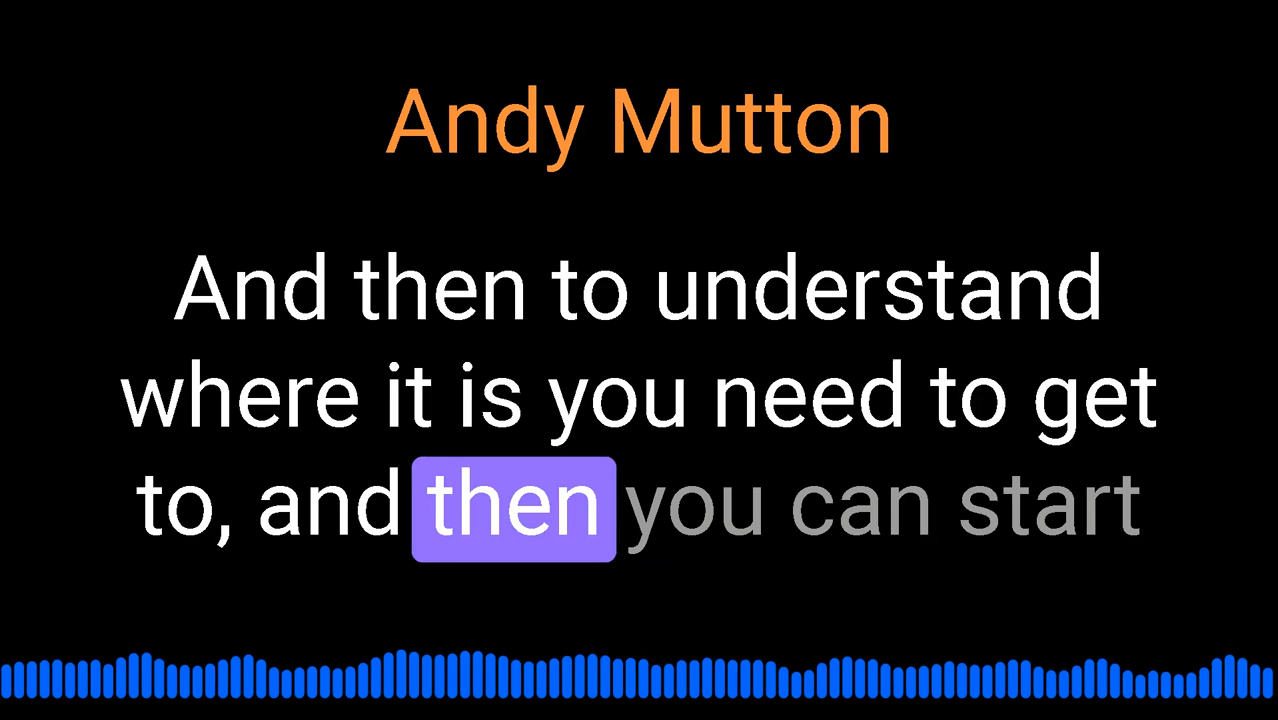 Andy Mutton
And then to understand
where it is you need to get
to, and then you can start